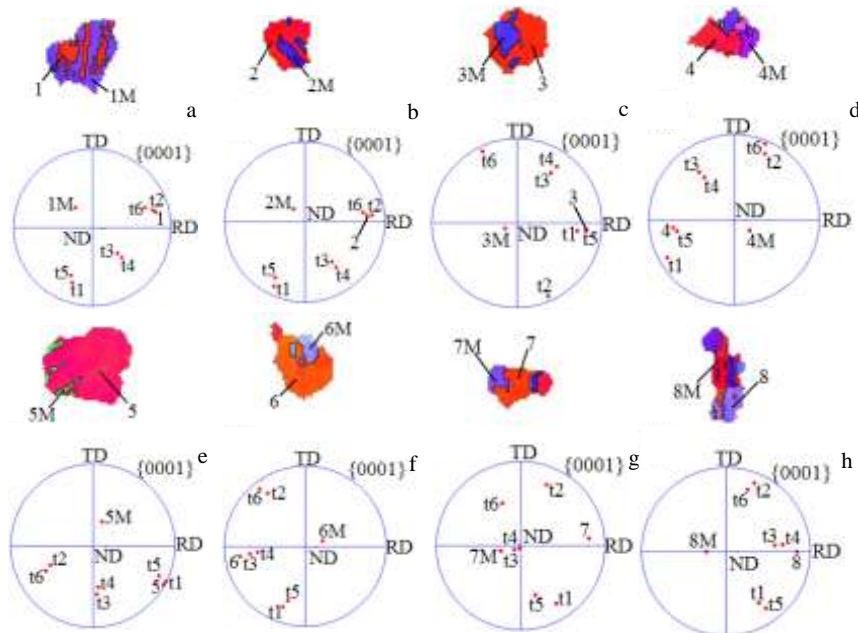 1
1M
a
2
2M
b
3M
3
c
4
4M
d
TD
{0001}
1M
t6
t2
1
ND
RD
t3
t4
t5
t1
TD
{0001}
2M
ND
t6
t2
2
RD
t5
t1
t3
t4
TD
{0001}
t6
t4
t3
3
3M
ND
t1
t5
RD
t2
TD
{0001}
t6
t2
t3
t4
ND
4
t5
4M
RD
t1
5M
5
e
6M
6
f
7M
7
g
8M
8
h
TD
{0001}
5M
ND
RD
t2
t6
t4
t3
t5
5
t1
TD
{0001}
t6
t2
6M
6
t3
t4
ND
RD
t1
t5
TD
{0001}
t6
t2
t4
ND
7
7M
t3
RD
t5
t1
TD
{0001}
t6
t2
t3
t4
8M
ND
8
RD
t1
t5